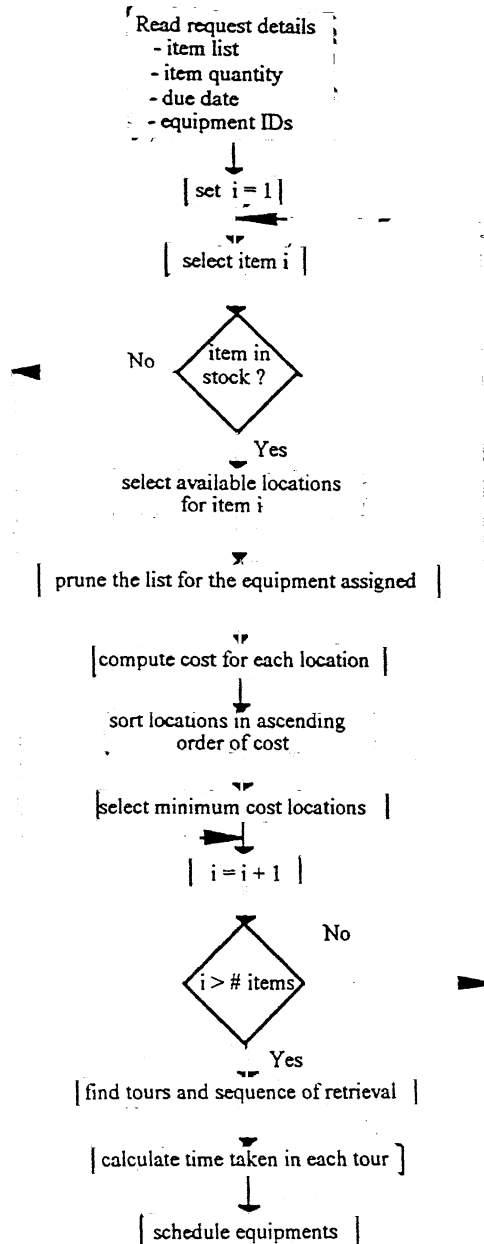 Read request details
- item list
- item quantity
- due date
- equipment IDs
set i = 1
select item i
item in
stock ?
No
Yes
select available locations
for item i
prune the list for the equipment assigned
compute cost for each location
sort locations in ascending
order of cost
select minimum cost locations
i = i + 1
No
i > # items
Yes
find tours and sequence of retrieval
calculate time taken in each tour
schedule equipments